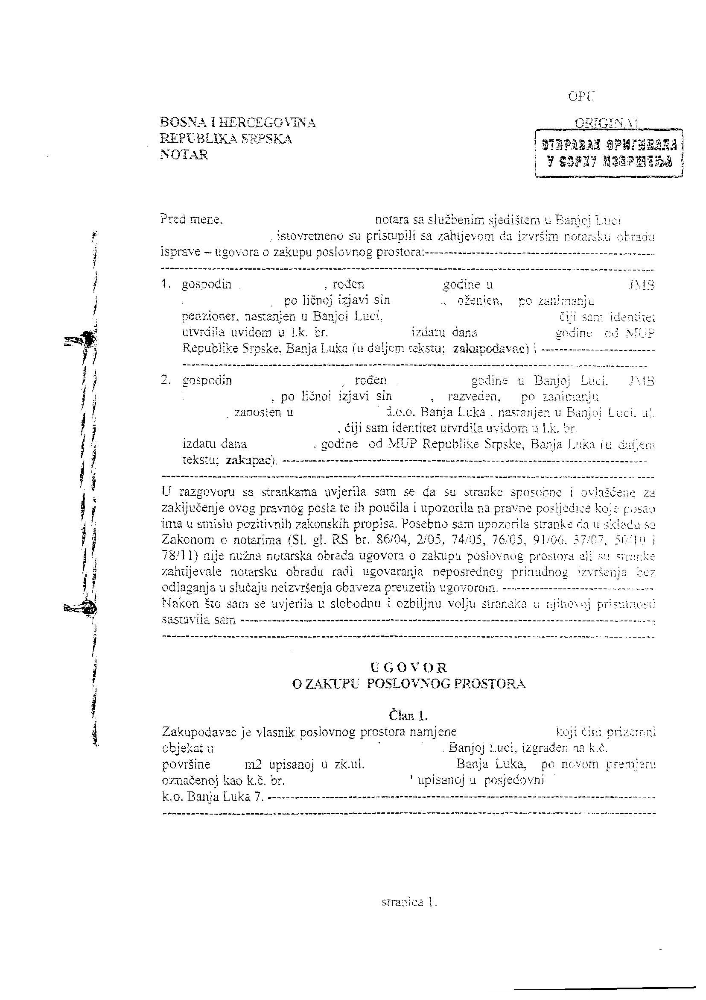 OPU
BOSNA I HERCEGOVINA
ORIGINAL
REPUBLIKA SRPSKA
NOTAR
ОТПРАВАК ОРИГИНАЛА
У СВРХУ ИЗВРШЕЊА
Pred mene, notara sa službenim sjedištem u Banjoj Luci
, istovremeno su pristupili sa zahtjevom da izvršim notarsku obradu
isprave – ugovora o zakupu poslovnog prostora:-----------------------------------------------
1. gospodin , rođen godine u JMB
, po ličnoj izjavi sin , oženjen, po zanimanju
penzioner, nastanjen u Banjoj Luci, čiji sam identitet
utvrdila uvidom u l.k. br. izdatu dana godine od MUP
Republike Srpske, Banja Luka (u daljem tekstu; zakupodavac) i -----------------------
2. gospodin , rođen godine u Banjoj Luci, JMB
, po ličnoj izjavi sin , razveden, po zanimanju
, zaposlen u d.o.o. Banja Luka , nastanjen u Banjoj Luci, ul.
, čiji sam identitet utvrdila uvidom u l.k. br.
izdatu dana . godine od MUP Republike Srpske, Banja Luka (u daljem
tekstu; zakupac). -----------------------------------------------------------------------
U razgovoru sa strankama uvjerila sam se da su stranke sposobne i ovlašćene za
zaključenje ovog pravnog posla te ih poučila i upozorila na pravne posljedice koje posao
ima u smislu pozitivnih zakonskih propisa. Posebno sam upozorila stranke da u skladu sa
Zakonom o notarima (Sl. gl. RS br. 86/04, 2/05, 74/05, 76/05, 91/06, 37/07, 50/10 i
78/11) nije nužna notarska obrada ugovora o zakupu poslovnog prostora ali su stranke
zahtijevale notarsku obradu radi ugovaranja neposrednog prinudnog izvršenja bez
odlaganja u slučaju neizvršenja obaveza preuzetih ugovorom. -------------------------------
Nakon što sam se uvjerila u slobodnu i ozbiljnu volju stranaka u njihovoj prisutnosti
sastavila sam -----------------------------------------------------------------------------------
U G O V O R
O ZAKUPU POSLOVNOG PROSTORA
Član 1.
Zakupodavac je vlasnik poslovnog prostora namjene koji čini prizemni
objekat u Banjoj Luci, izgrađen na k.č.
površine m2 upisanoj u zk.ul. Banja Luka, po novom premjeru
označenoj kao k.č. br. upisanoj u posjedovni
k.o. Banja Luka 7. --------------------------------------------------------------------------------
stranica 1.